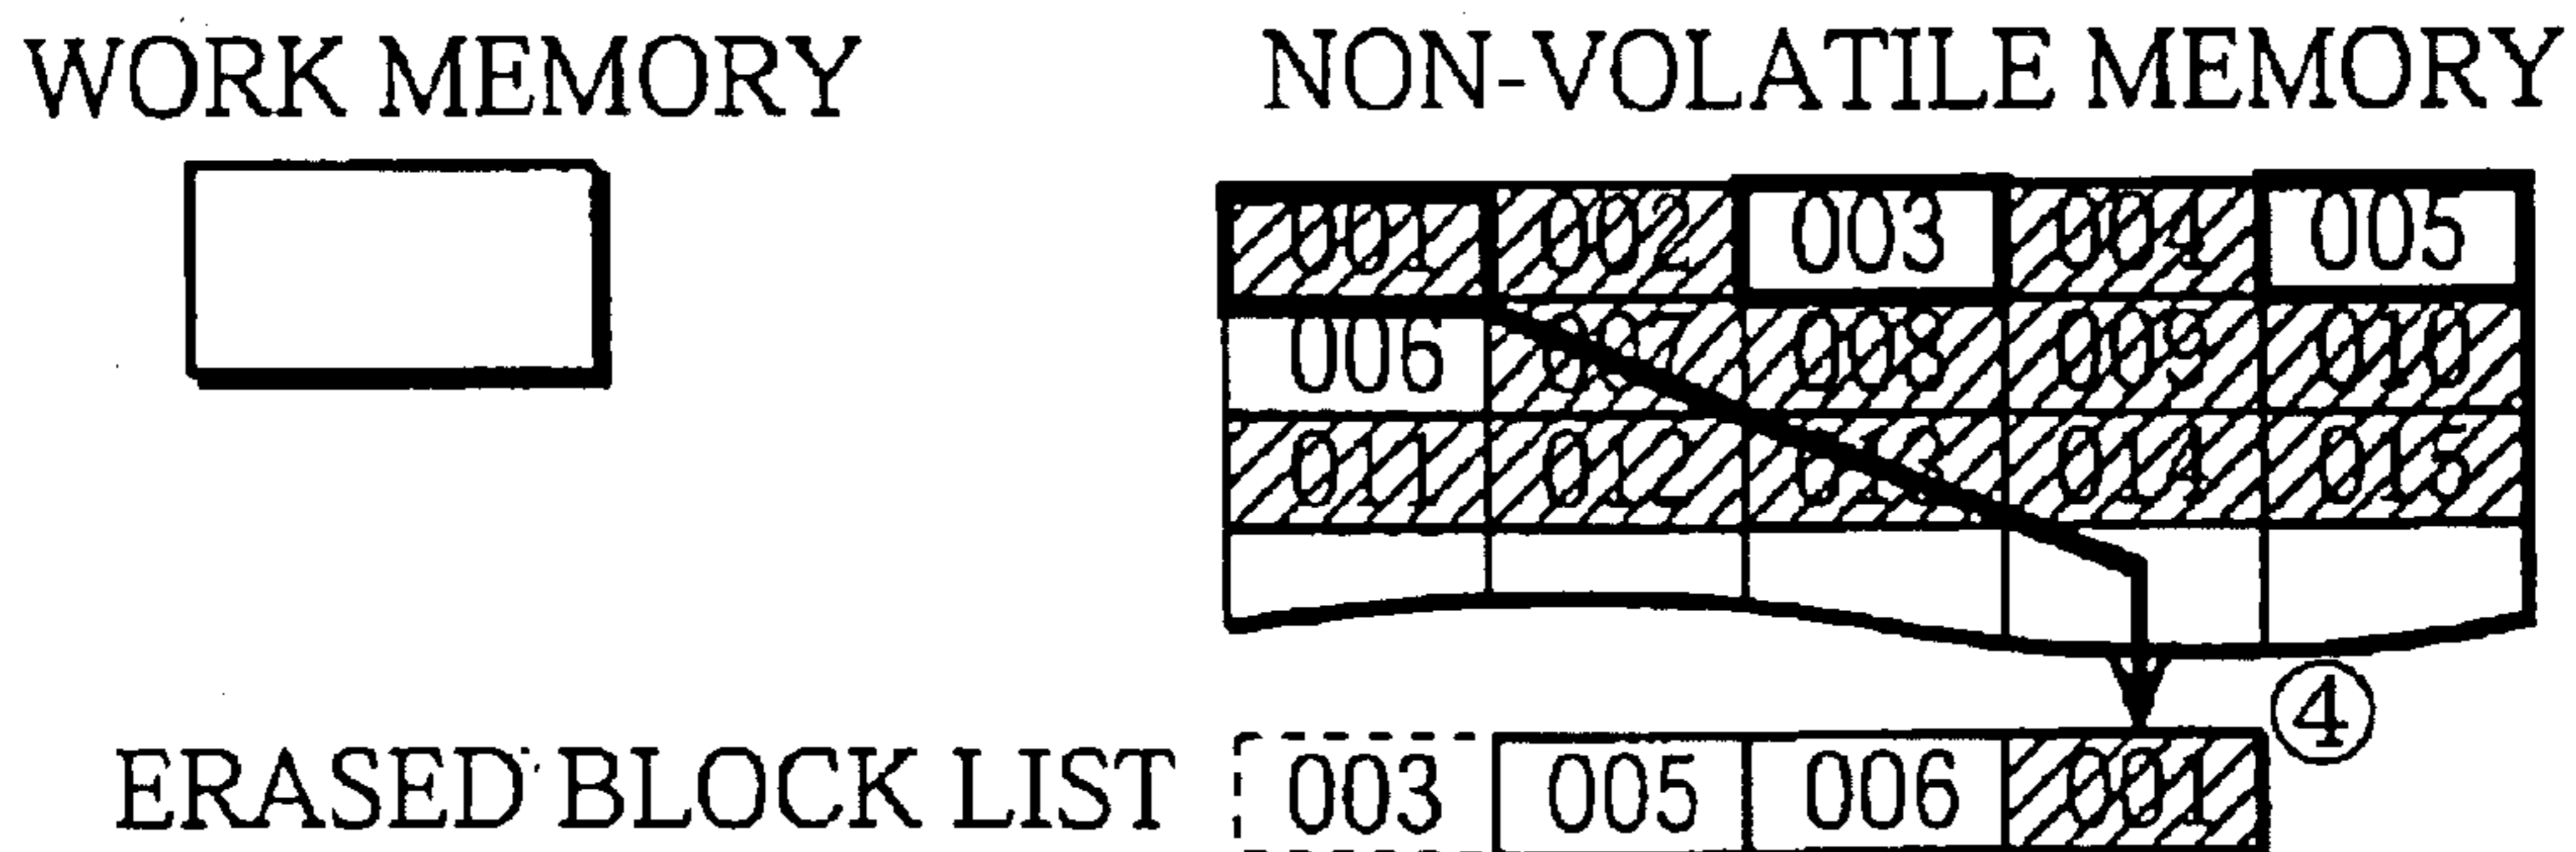 WORK MEMORY
NON-VOLATILE MEMORY
001 002 003 004 005
006 007 008 009 010
011 012 013 014 015
④
ERASED BLOCK LIST 003 005 006 001